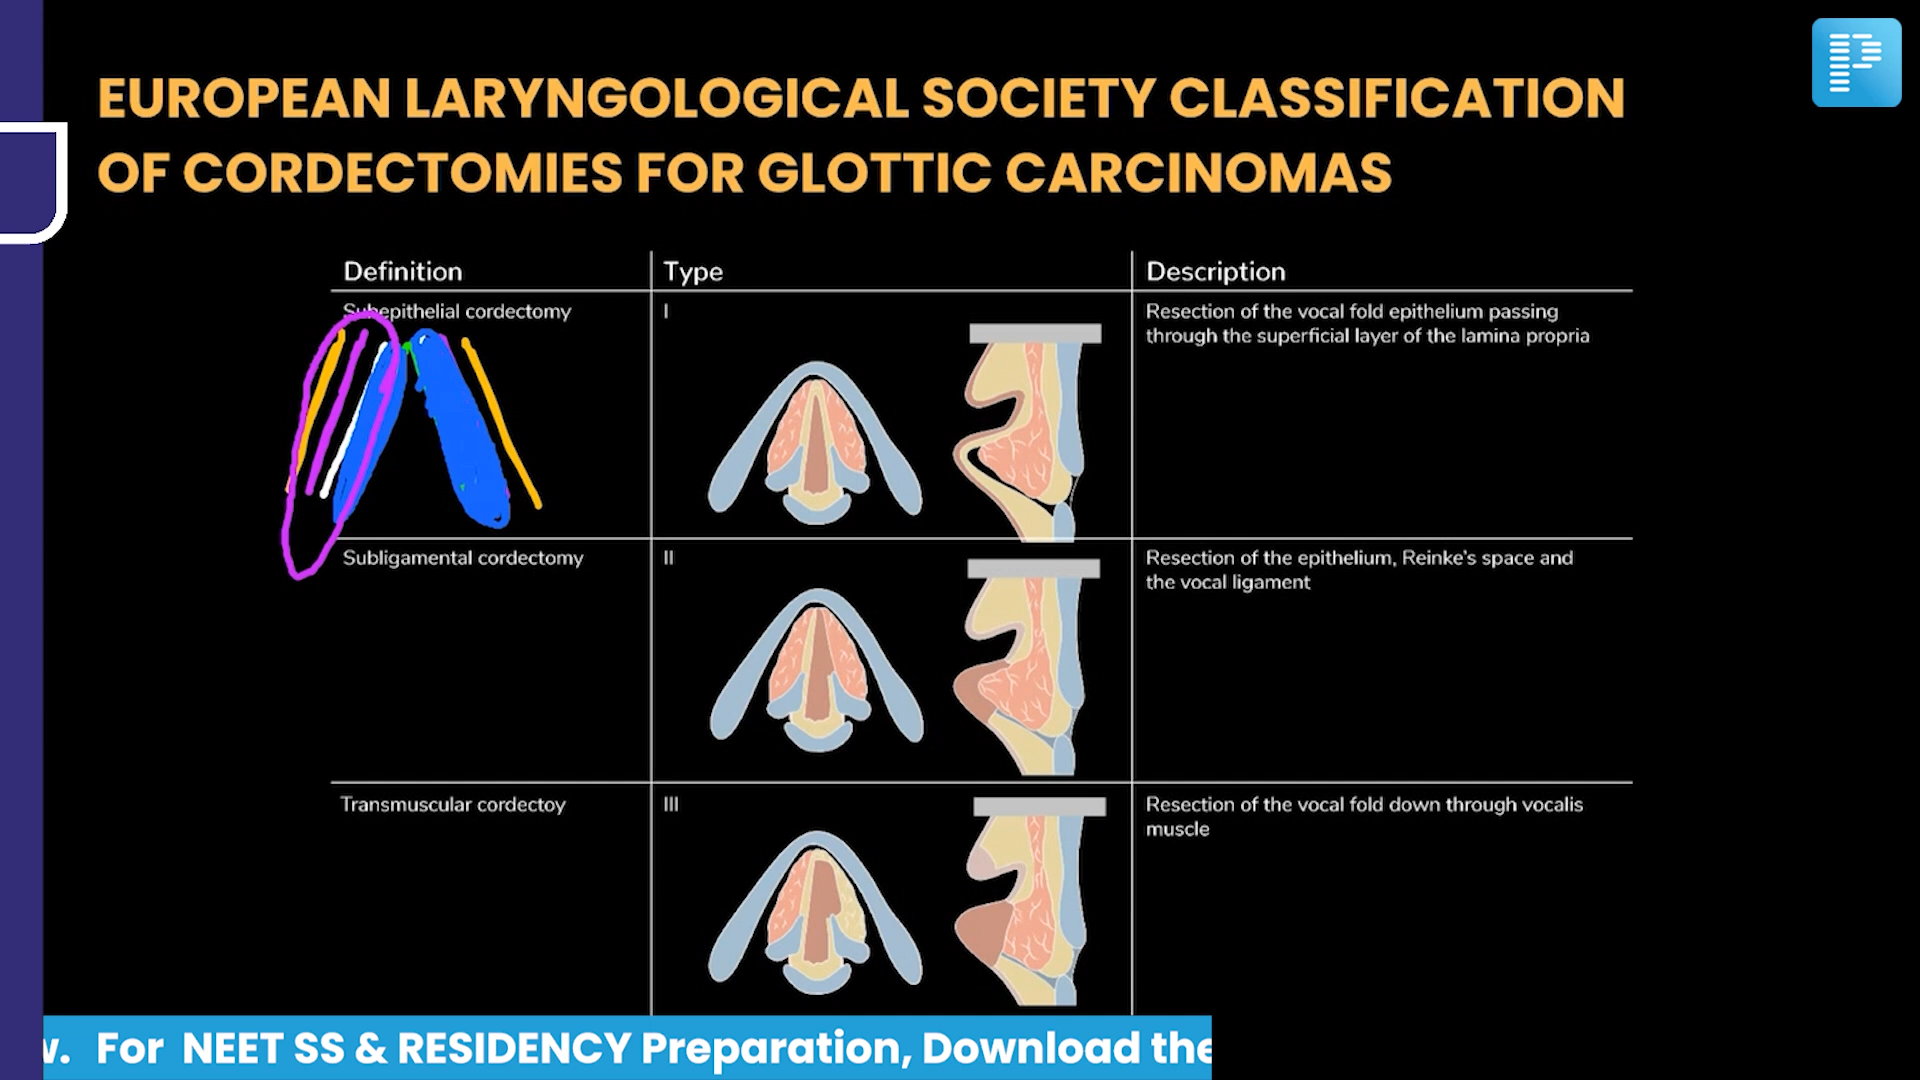 EUROPEAN LARYNGOLOGICAL SOCIETY CLASSIFICATION
OF CORDECTOMIES FOR GLOTTIC CARCINOMAS
Definition
Type
Description
Subepithelial cordectomy
I
Resection of the vocal fold epithelium passing
through the superficial layer of the lamina propria
Subligamental cordectomy
II
Resection of the epithelium, Reinke's space and
the vocal ligament
Transmuscular cordectoy
III
Resection of the vocal fold down through vocalis
muscle
For NEET SS & RESIDENCY Preparation, Download the